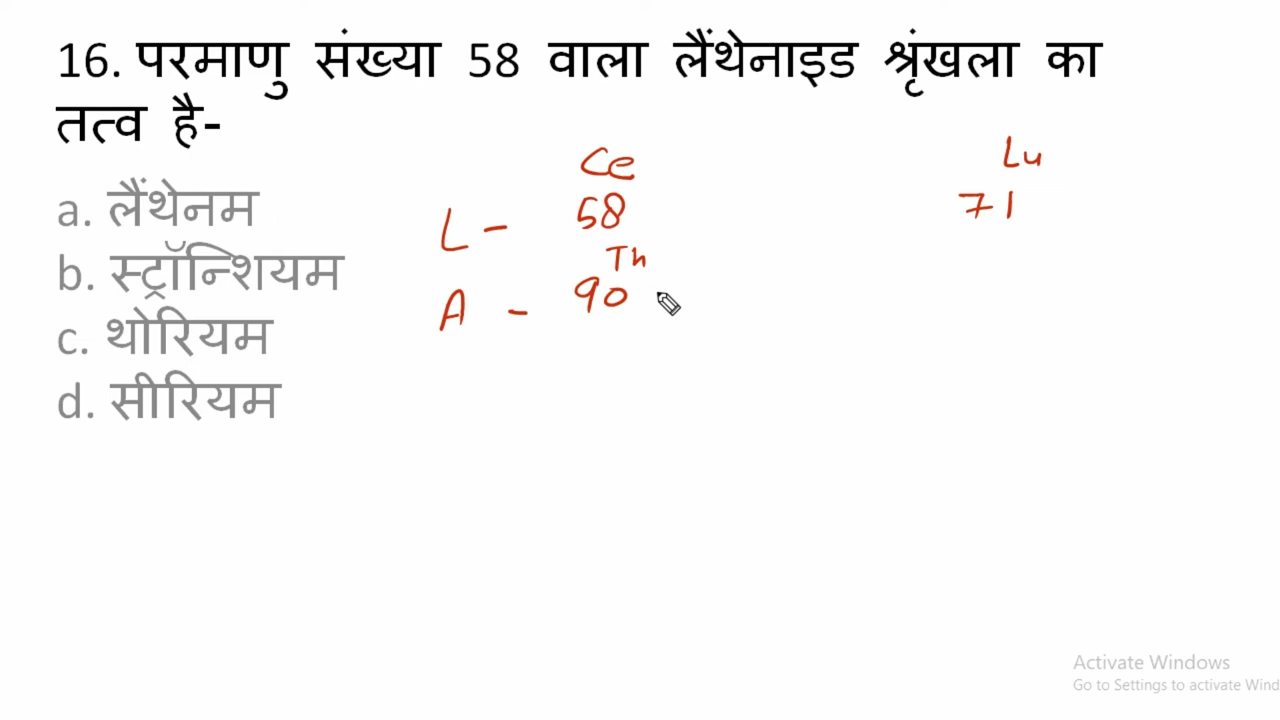 16. परमाणु संख्या 58 वाला लैंथेनाइड श्रृंखला का
तत्व है-
a. लैंथेनम
b. स्ट्रॉन्शियम
c. थोरियम
d. सीरियम
Ce Lu
L - 58 71
Th
A - 90
Activate Windows
Go to Settings to activate Wind